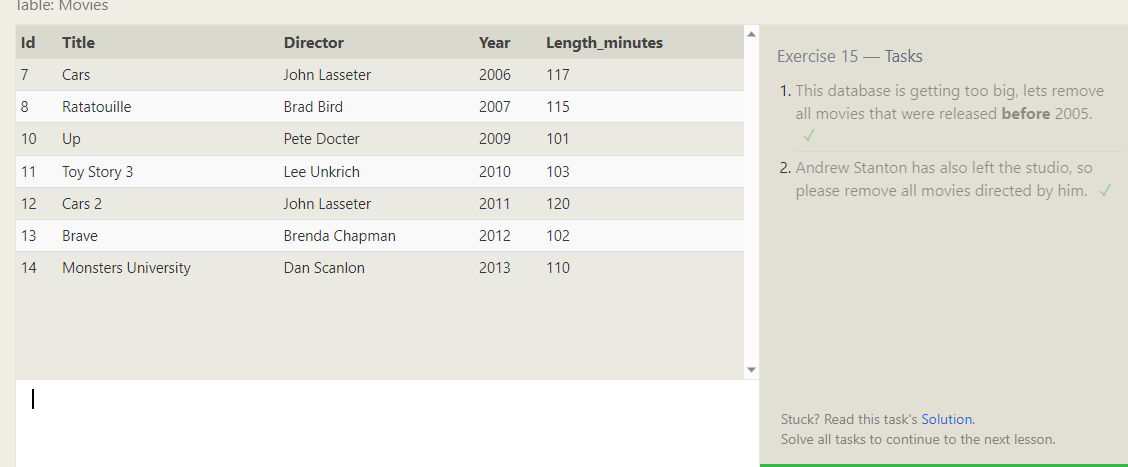 Table: Movies
Id Title Director Year Length_minutes
7 Cars John Lasseter 2006 117
8 Ratatouille Brad Bird 2007 115
10 Up Pete Docter 2009 101
11 Toy Story 3 Lee Unkrich 2010 103
12 Cars 2 John Lasseter 2011 120
13 Brave Brenda Chapman 2012 102
14 Monsters University Dan Scanlon 2013 110
Exercise 15 — Tasks
1. This database is getting too big, lets remove
all movies that were released before 2005.
✓
2. Andrew Stanton has also left the studio, so
please remove all movies directed by him. ✓
Stuck? Read this task's Solution.
Solve all tasks to continue to the next lesson.